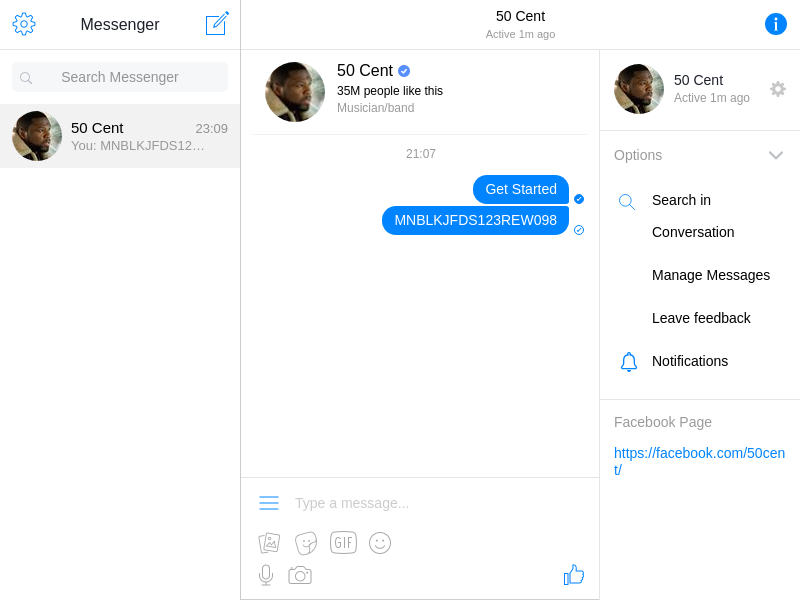 Messenger
Search Messenger
50 Cent
23:09
You: MNBLKJFDS12…
50 Cent
Active 1m ago
50 Cent
35M people like this
Musician/band
21:07
Get Started
MNBLKJFDS123REW098
Type a message...
GIF
50 Cent
Active 1m ago
Options
Search in
Conversation
Manage Messages
Leave feedback
Notifications
Facebook Page
https://facebook.com/50cen
t/